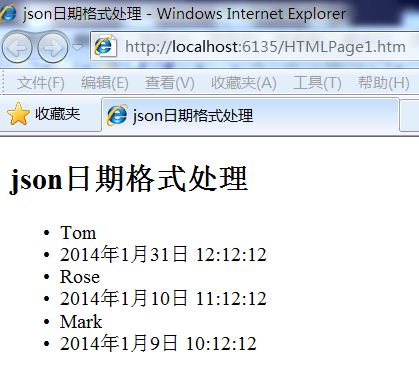 json日期格式处理 - Windows Internet Explorer
http://localhost:6135/HTMLPage1.htm
文件(F) 编辑(E) 查看(V) 收藏夹(A) 工具(T) 帮助(H)
收藏夹 json日期格式处理
json日期格式处理
• Tom
• 2014年1月31日 12:12:12
• Rose
• 2014年1月10日 11:12:12
• Mark
• 2014年1月9日 10:12:12